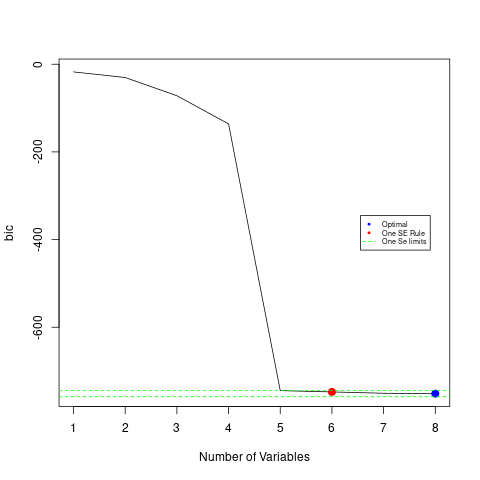 0
-200
-400
-600
bic
Optimal
One SE Rule
One Se limits
1 2 3 4 5 6 7 8
Number of Variables